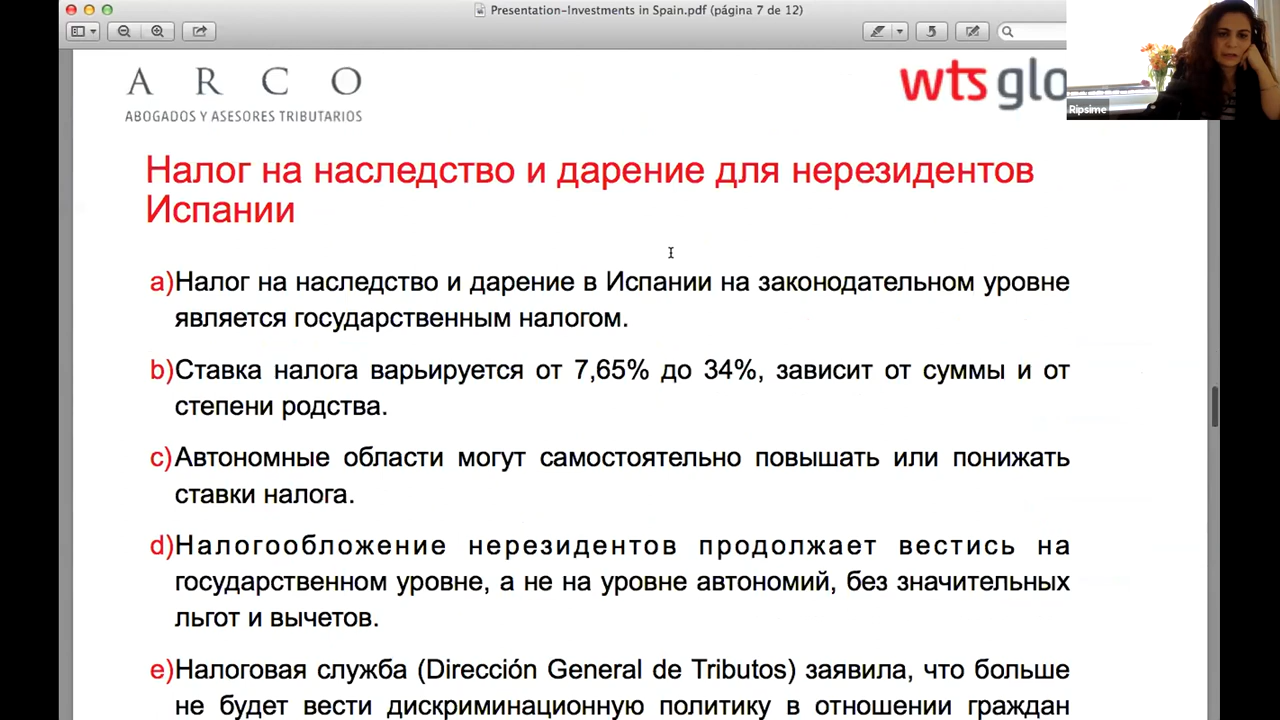 Presentation-Investments in Spain.pdf (página 7 de 12)
ARCO
ABOGADOS Y ASESORES TRIBUTARIOS
wts glo
Ripsime
Налог на наследство и дарение для нерезидентов
Испании
a)Налог на наследство и дарение в Испании на законодательном уровне
является государственным налогом.
b)Ставка налога варьируется от 7,65% до 34%, зависит от суммы и от
степени родства.
c)Автономные области могут самостоятельно повышать или понижать
ставки налога.
d)Налогообложение нерезидентов продолжает вестись на
государственном уровне, а не на уровне автономий, без значительных
льгот и вычетов.
e)Налоговая служба (Dirección General de Tributos) заявила, что больше
не будет вести дискриминационную политику в отношении граждан